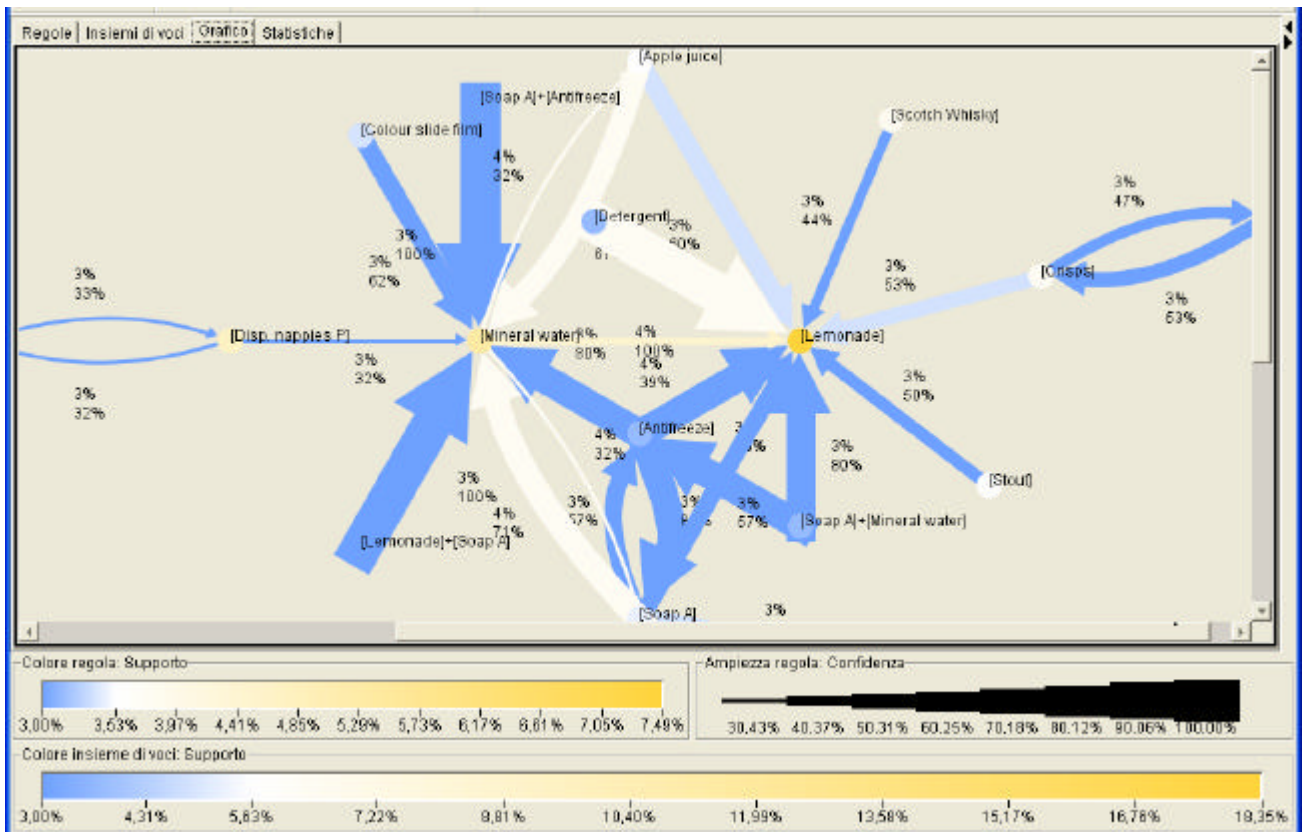 Regole Insiemi di voci Grafico Statistiche
[Apple juice]
[Soap A]+[Antifreeze]
[Scotch Whisky]
[Colour slide film]
4%
32%
3%
47%
3%
44%
[Detergent]
3%
60%
3%
100%
3%
62%
3%
33%
3%
53%
[Crisps]
3%
53%
[Disp. nappies P]
[Mineral water]
80%
4%
100%
4%
39%
[Lemonade]
3%
32%
3%
50%
3%
32%
[Antifreeze]
4%
32%
3%
80%
3%
100%
4%
71%
3%
57%
3%
3%
57%
[Stout]
[Soap A]+[Mineral water]
[Lemonade]+[Soap A]
[Soap A]
3%
Colore regola: Supporto
3,00% 3,53% 3,97% 4,41% 4,85% 5,29% 5,73% 6,17% 6,61% 7,05% 7,49%
Ampiezza regola: Confidenza
30,43% 40,37% 50,31% 60,25% 70,18% 80,12% 90,06% 100,00%
Colore insieme di voci: Supporto
3,00% 4,31% 5,63% 7,22% 8,81% 10,40% 11,99% 13,58% 15,17% 16,76% 18,35%